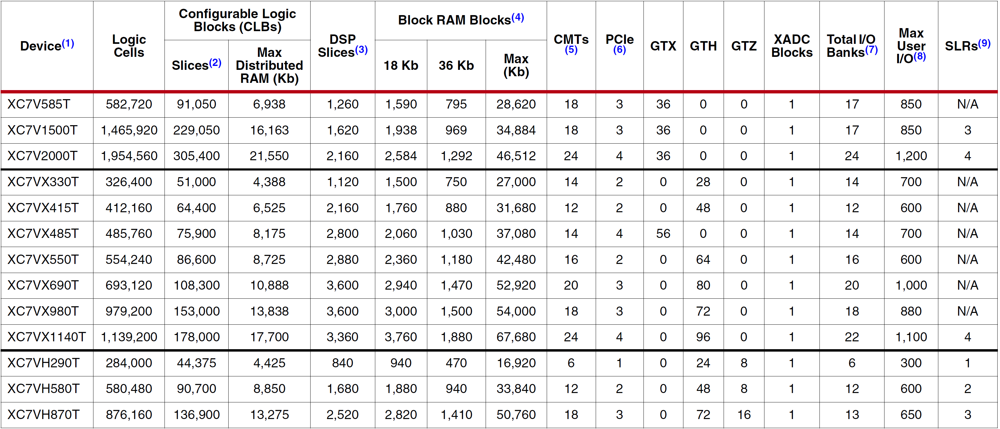 Device(1) Logic Cells Configurable Logic Blocks (CLBs) DSP Slices(3) Block RAM Blocks(4) CMTs (5) PCIe (6) GTX GTH GTZ XADC Blocks Total I/O Banks(7) Max User I/O(8) SLRs(9)
Slices(2) Max Distributed RAM (Kb) 18 Kb 36 Kb Max (Kb)
XC7V585T 582,720 91,050 6,938 1,260 1,590 795 28,620 18 3 36 0 0 1 17 850 N/A
XC7V1500T 1,465,920 229,050 16,163 1,620 1,938 969 34,884 18 3 36 0 0 1 17 850 3
XC7V2000T 1,954,560 305,400 21,550 2,160 2,584 1,292 46,512 24 4 36 0 0 1 24 1,200 4
XC7VX330T 326,400 51,000 4,388 1,120 1,500 750 27,000 14 2 0 28 0 1 14 700 N/A
XC7VX415T 412,160 64,400 6,525 2,160 1,760 880 31,680 12 2 0 48 0 1 12 600 N/A
XC7VX485T 485,760 75,900 8,175 2,800 2,060 1,030 37,080 14 4 56 0 0 1 14 700 N/A
XC7VX550T 554,240 86,600 8,725 2,880 2,360 1,180 42,480 16 2 0 64 0 1 16 600 N/A
XC7VX690T 693,120 108,300 10,888 3,600 2,940 1,470 52,920 20 3 0 80 0 1 20 1,000 N/A
XC7VX980T 979,200 153,000 13,838 3,600 3,000 1,500 54,000 18 3 0 72 0 1 18 880 N/A
XC7VX1140T 1,139,200 178,000 17,700 3,360 3,760 1,880 67,680 24 4 0 96 0 1 22 1,100 4
XC7VH290T 284,000 44,375 4,425 840 940 470 16,920 6 1 0 24 8 1 6 300 1
XC7VH580T 580,480 90,700 8,850 1,680 1,880 940 33,840 12 2 0 48 8 1 12 600 2
XC7VH870T 876,160 136,900 13,275 2,520 2,820 1,410 50,760 18 3 0 72 16 1 13 650 3